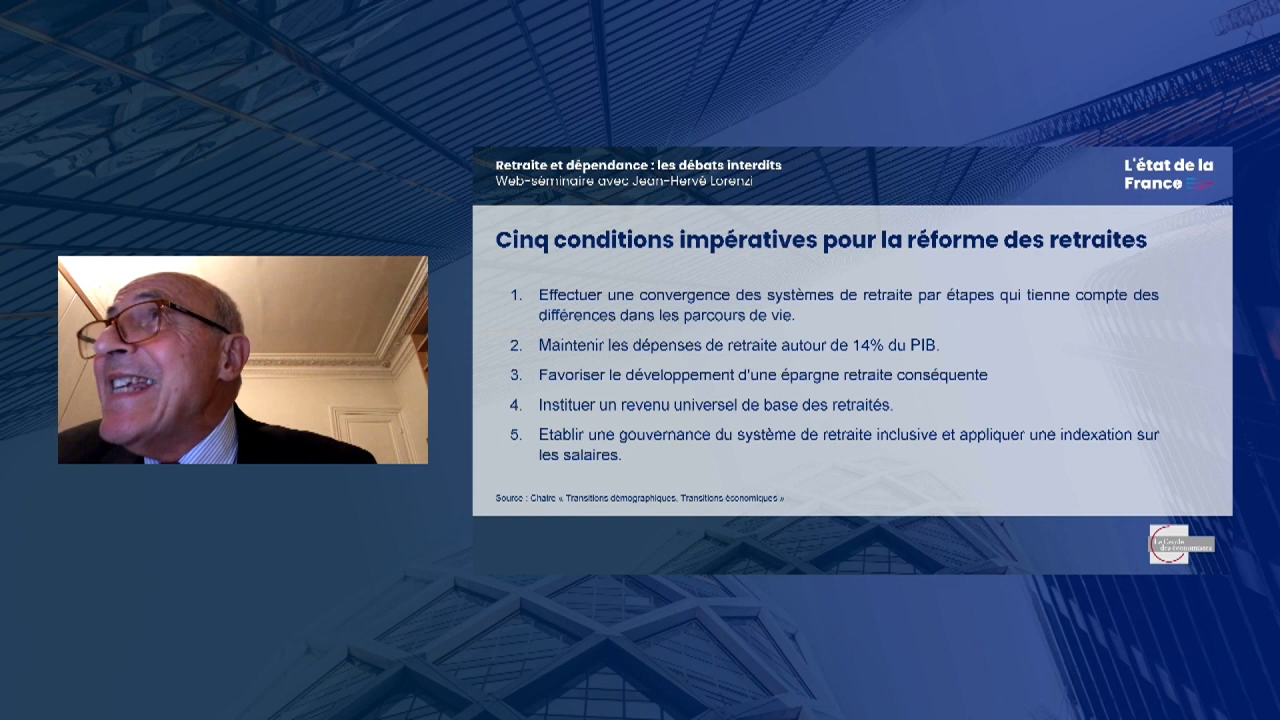 Retraite et dépendance : les débats interdits
Web-séminaire avec Jean-Hervé Lorenzi
L'état de la
France
Cinq conditions impératives pour la réforme des retraites
1. Effectuer une convergence des systèmes de retraite par étapes qui tienne compte des
différences dans les parcours de vie.
2. Maintenir les dépenses de retraite autour de 14% du PIB.
3. Favoriser le développement d'une épargne retraite conséquente
4. Instituer un revenu universel de base des retraités.
5. Etablir une gouvernance du système de retraite inclusive et appliquer une indexation sur
les salaires.
Source : Chaire « Transitions démographiques, Transitions économiques »
Le Cercle
des économistes